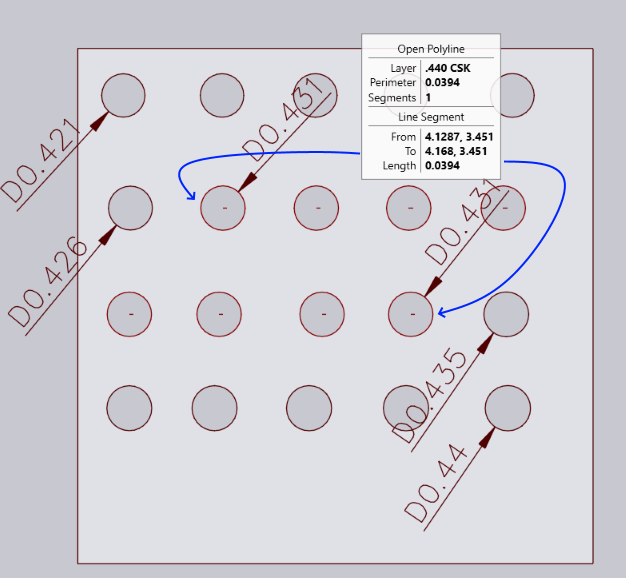 Open Polyline
Layer .440 CSK
Perimeter 0.0394
Segments 1
Line Segment
From 4.1287, 3.451
To 4.168, 3.451
Length 0.0394
D0.421
D0.431
D0.426
D0.431
D0.435
D0.44